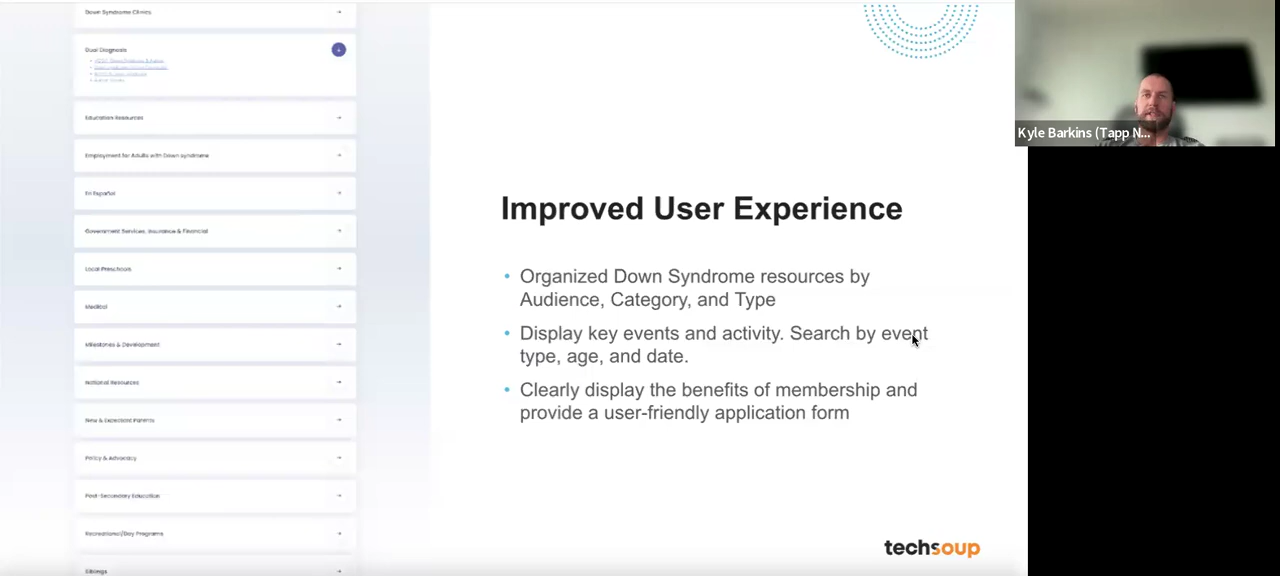 Down Syndrome Clinics
Dual Diagnosis
Education Resources
Employment for Adults with Down syndrome
En Español
Government Services, Insurance & Financial
Local Preschools
Medical
Milestones & Development
National Resources
New & Expectant Parents
Policy & Advocacy
Post-Secondary Education
Recreational/Day Programs
Siblings
Improved User Experience
• Organized Down Syndrome resources by
Audience, Category, and Type
• Display key events and activity. Search by event
type, age, and date.
• Clearly display the benefits of membership and
provide a user-friendly application form
techsoup
Kyle Barkins (Tapp N...